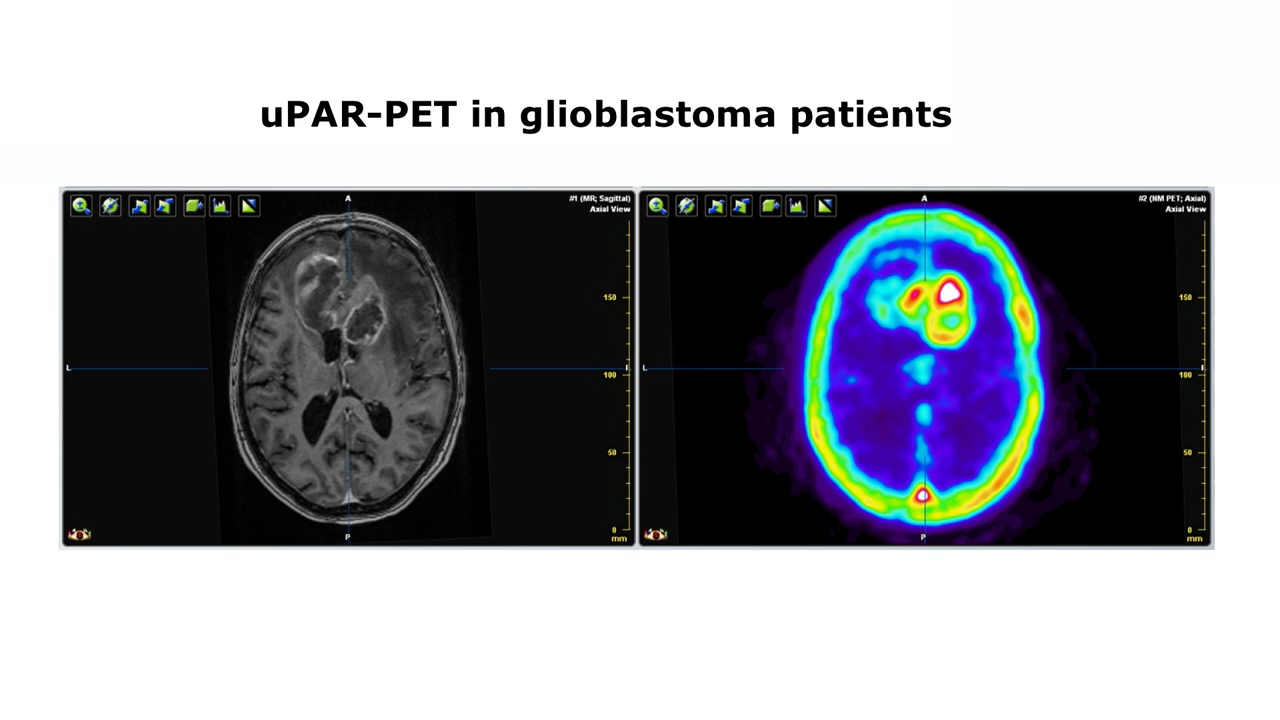 uPAR-PET in glioblastoma patients
A
#1 (MR; Sagittal)
Axial View
150
L
100
50
0
P
mm
A
#2 (NM PET; Axial)
Axial View
150
L
100
50
0
P
mm